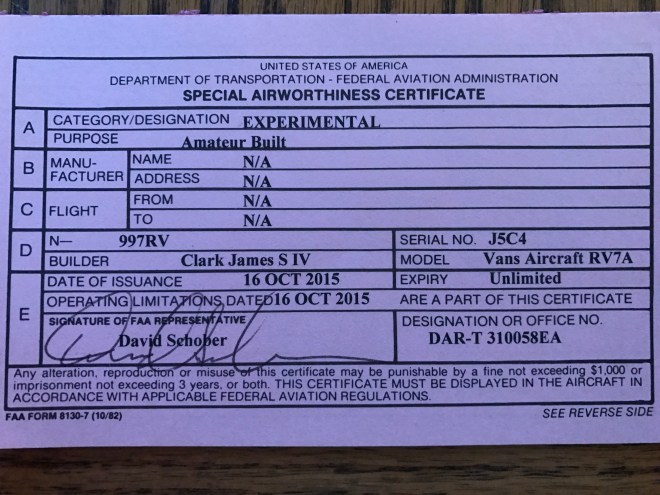 UNITED STATES OF AMERICA
DEPARTMENT OF TRANSPORTATION - FEDERAL AVIATION ADMINISTRATION
SPECIAL AIRWORTHINESS CERTIFICATE
A CATEGORY/DESIGNATION EXPERIMENTAL
PURPOSE Amateur Built
B MANU-FACTURER NAME N/A
ADDRESS N/A
C FLIGHT FROM N/A
TO N/A
D N— 997RV SERIAL NO. J5C4
BUILDER Clark James S IV MODEL Vans Aircraft RV7A
E DATE OF ISSUANCE 16 OCT 2015 EXPIRY Unlimited
OPERATING LIMITATIONS DATED 16 OCT 2015 ARE A PART OF THIS CERTIFICATE
SIGNATURE OF FAA REPRESENTATIVE DESIGNATION OR OFFICE NO.
David Schober DAR-T 310058EA
Any alteration, reproduction or misuse of this certificate may be punishable by a fine not exceeding $1,000 or
imprisonment not exceeding 3 years, or both. THIS CERTIFICATE MUST BE DISPLAYED IN THE AIRCRAFT IN
ACCORDANCE WITH APPLICABLE FEDERAL AVIATION REGULATIONS.
FAA FORM 8130-7 (10/82) SEE REVERSE SIDE